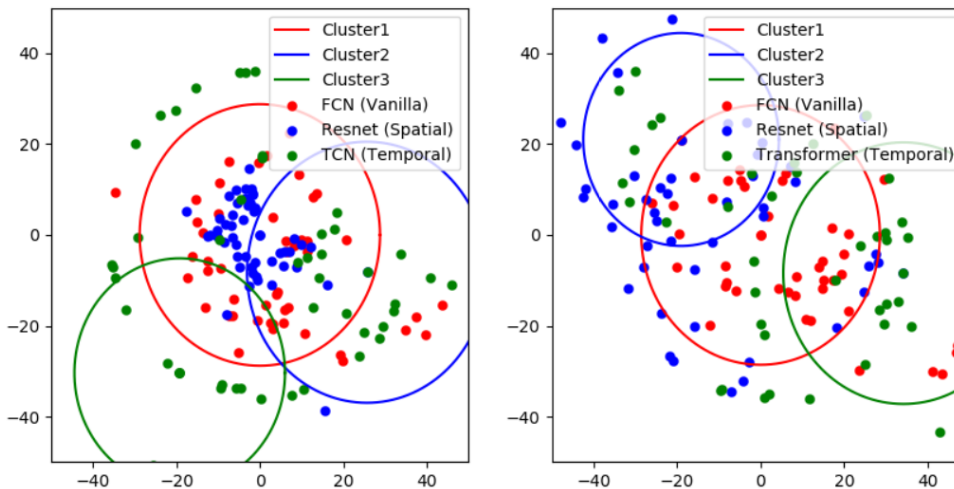 Cluster1
Cluster2
Cluster3
FCN (Vanilla)
Resnet (Spatial)
TCN (Temporal)
40
20
0
−20
−40
−40
−20
0
20
40
Cluster1
Cluster2
Cluster3
FCN (Vanilla)
Resnet (Spatial)
Transformer (Temporal)
40
20
0
−20
−40
−40
−20
0
20
40